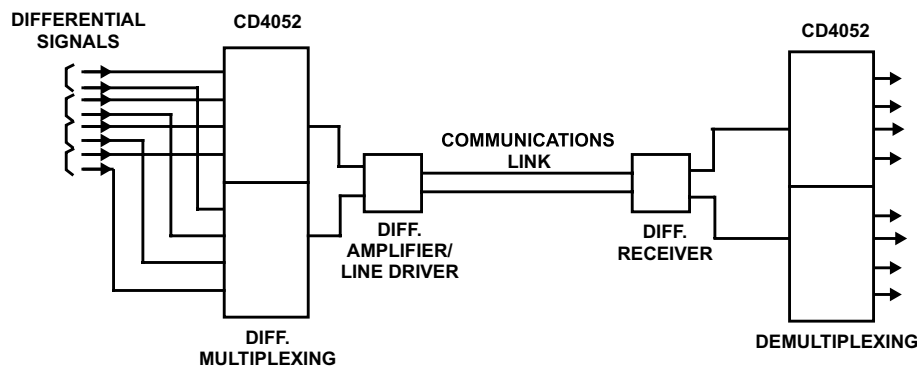 DIFFERENTIAL
SIGNALS
CD4052
CD4052
COMMUNICATIONS
LINK
DIFF.
AMPLIFIER/
LINE DRIVER
DIFF.
RECEIVER
DIFF.
MULTIPLEXING
DEMULTIPLEXING